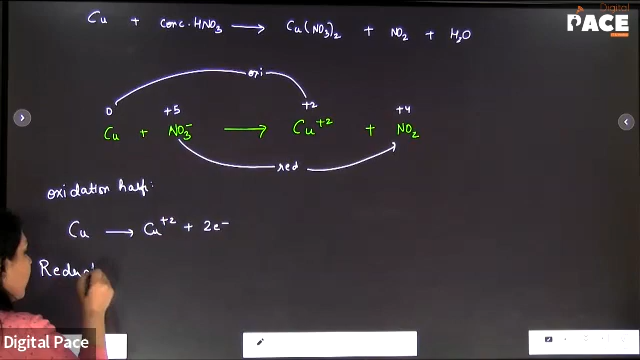 Digital
PACE
Cu + conc. HNO₃ → Cu(NO₃)₂ + NO₂ + H₂O
oxi
0 +5 +2 +4
Cu + NO₃⁻ → Cu⁺² + NO₂
red
oxidation half:
Cu → Cu⁺² + 2e⁻
Digital Pace